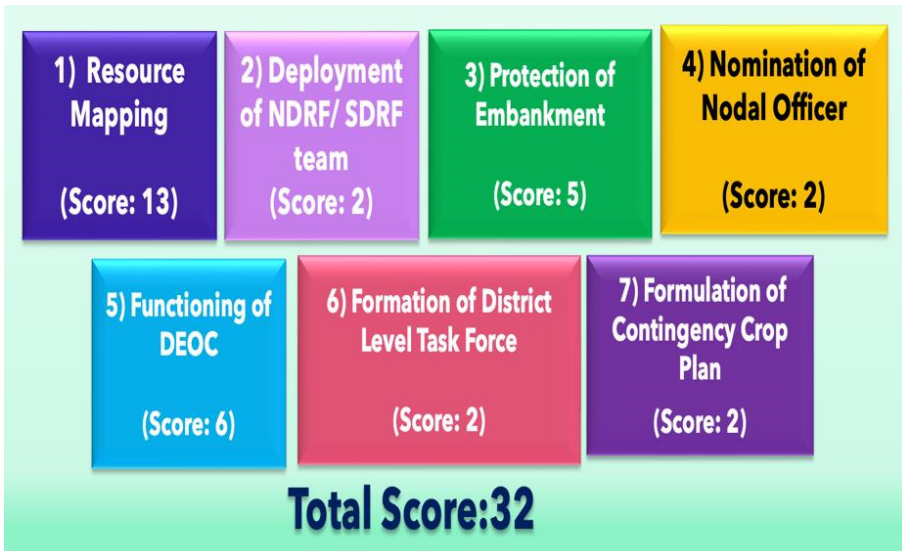 1) Resource
Mapping
(Score: 13)
2) Deployment
of NDRF/ SDRF
team
(Score: 2)
3) Protection of
Embankment
(Score: 5)
4) Nomination of
Nodal Officer
(Score: 2)
5) Functioning of
DEOC
(Score: 6)
6) Formation of District
Level Task Force
(Score: 2)
7) Formulation of
Contingency Crop
Plan
(Score: 2)
Total Score:32